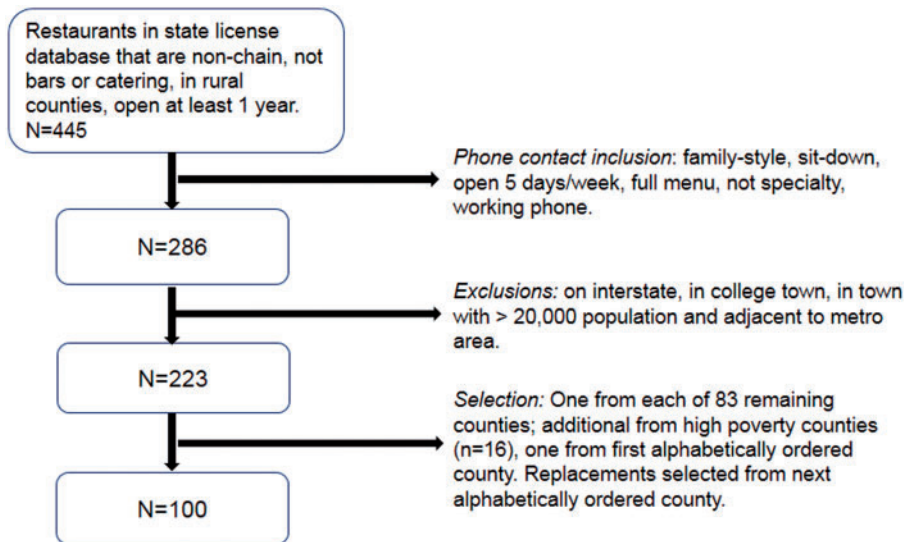 Restaurants in state license
database that are non-chain, not
bars or catering, in rural
counties, open at least 1 year.
N=445
Phone contact inclusion: family-style, sit-down,
open 5 days/week, full menu, not specialty,
working phone.
N=286
Exclusions: on interstate, in college town, in town
with > 20,000 population and adjacent to metro
area.
N=223
Selection: One from each of 83 remaining
counties; additional from high poverty counties
(n=16), one from first alphabetically ordered
county. Replacements selected from next
alphabetically ordered county.
N=100